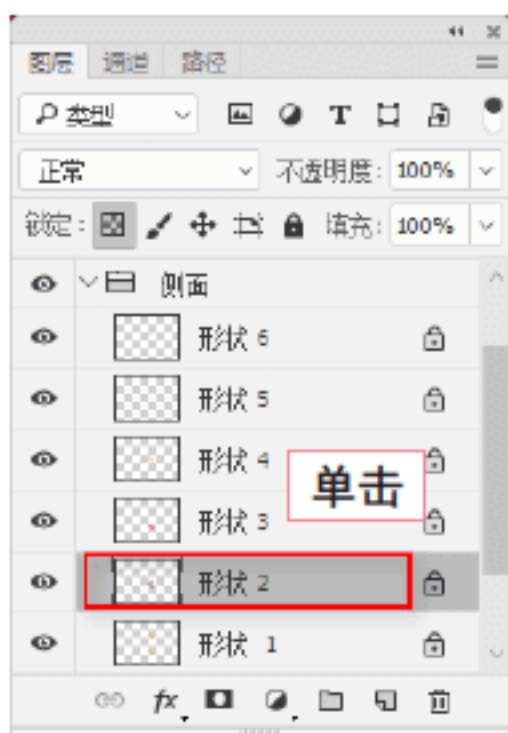 图层 通道 路径
类型 T
正常 不透明度: 100%
锁定: 填充: 100%
侧面
形状 6
形状 5
形状 4
单击
形状 3
形状 2
形状 1
fx